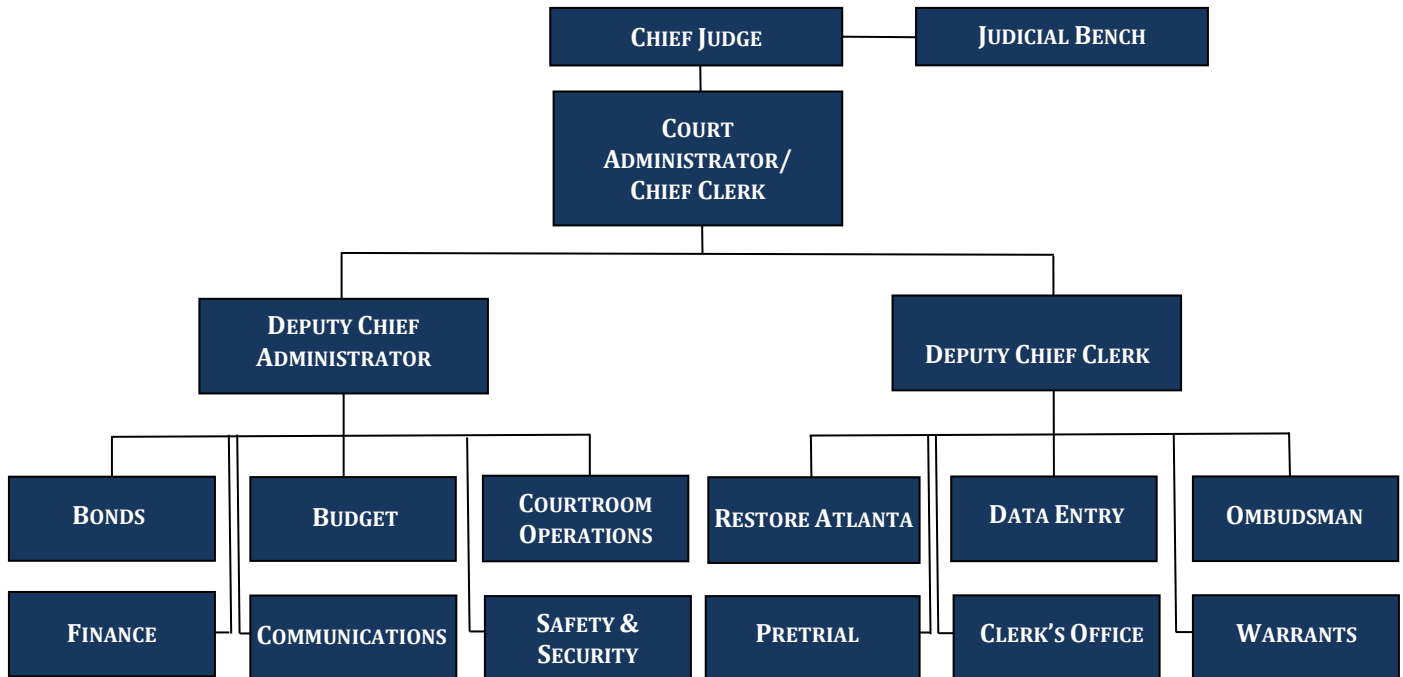 CHIEF JUDGE
JUDICIAL BENCH
COURT
ADMINISTRATOR/
CHIEF CLERK
DEPUTY CHIEF
ADMINISTRATOR
DEPUTY CHIEF CLERK
BONDS
BUDGET
COURTROOM
OPERATIONS
RESTORE ATLANTA
DATA ENTRY
OMBUDSMAN
FINANCE
COMMUNICATIONS
SAFETY &
SECURITY
PRETRIAL
CLERK'S OFFICE
WARRANTS